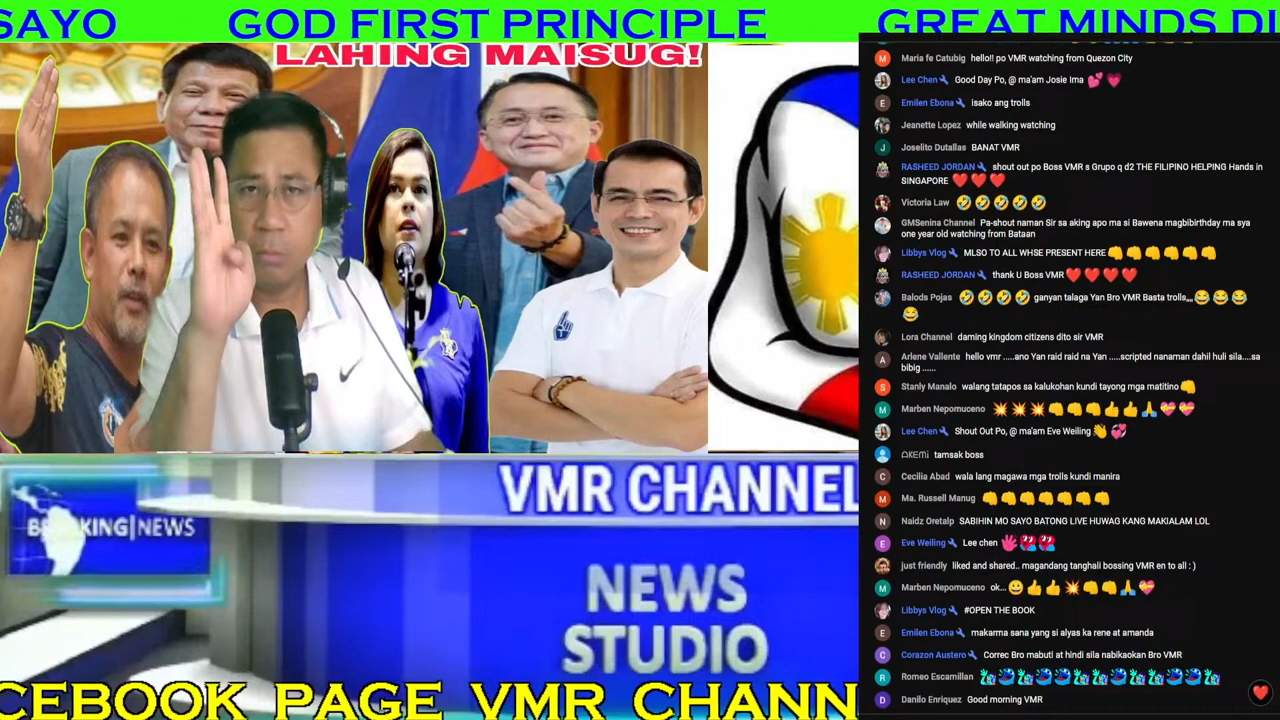 SAYO GOD FIRST PRINCIPLE GREAT MINDS DI
LAHING MAISUG!
BREAKING|NEWS
VMR CHANNEL
NEWS
STUDIO
CEBOOK PAGE VMR CHANN
M Maria fe Catubig hello!! po VMR watching from Quezon City
Lee Chen Good Day Po, @ ma'am Josie Ima 💕💗
E Emilen Ebona isako ang trolls
Jeanette Lopez while walking watching
J Joselito Dutallas BANAT VMR
RASHEED JORDAN shout out po Boss VMR s Grupo q d2 THE FILIPINO HELPING Hands in
SINGAPORE ❤️❤️❤️
Victoria Law 🤣🤣🤣🤣🤣
GMSenina Channel Pa-shout naman Sir sa aking apo ma si Bawena magbibirthday ma sya
one year old watching from Bataan
Libbys Vlog MLSO TO ALL WHSE PRESENT HERE👊👊👊👊👊👊
RASHEED JORDAN thank U Boss VMR❤️❤️❤️❤️
Balods Pojas 🤣🤣🤣🤣 ganyan talaga Yan Bro VMR Basta trolls,,,,😂😂😂
😂
Lora Channel daming kingdom citizens dito sir VMR
A Arlene Vallente hello vmr .....ano Yan raid raid na Yan .....scripted nanaman dahil huli sila....sa
bibig ......
S Stanly Manalo walang tatapos sa kalukohan kundi tayong mga matitino👊
M Marben Nepomuceno 💥💥💥👊👊👊👍👍🙏💝💝
Lee Chen Shout Out Po, @ ma'am Eve Weiling👋💞
ᗩKEᗰi tamsak boss
C Cecilia Abad wala lang magawa mga trolls kundi manira
M Ma. Russell Manug 👊👊👊👊👊👊👊
N Naidz Oretalp SABIHIN MO SAYO BATONG LIVE HUWAG KANG MAKIALAM LOL
E Eve Weiling Lee chen
just friendly liked and shared.. magandang tanghali bossing VMR en to all : )
M Marben Nepomuceno ok...😀👍👍💥👊👊🙏💝
Libbys Vlog #OPEN THE BOOK
E Emilen Ebona makarma sana yang si alyas ka rene at amanda
C Corazon Austero Correc Bro mabuti at hindi sila nabikaokan Bro VMR
R Romeo Escamillan
D Danilo Enriquez Good morning VMR